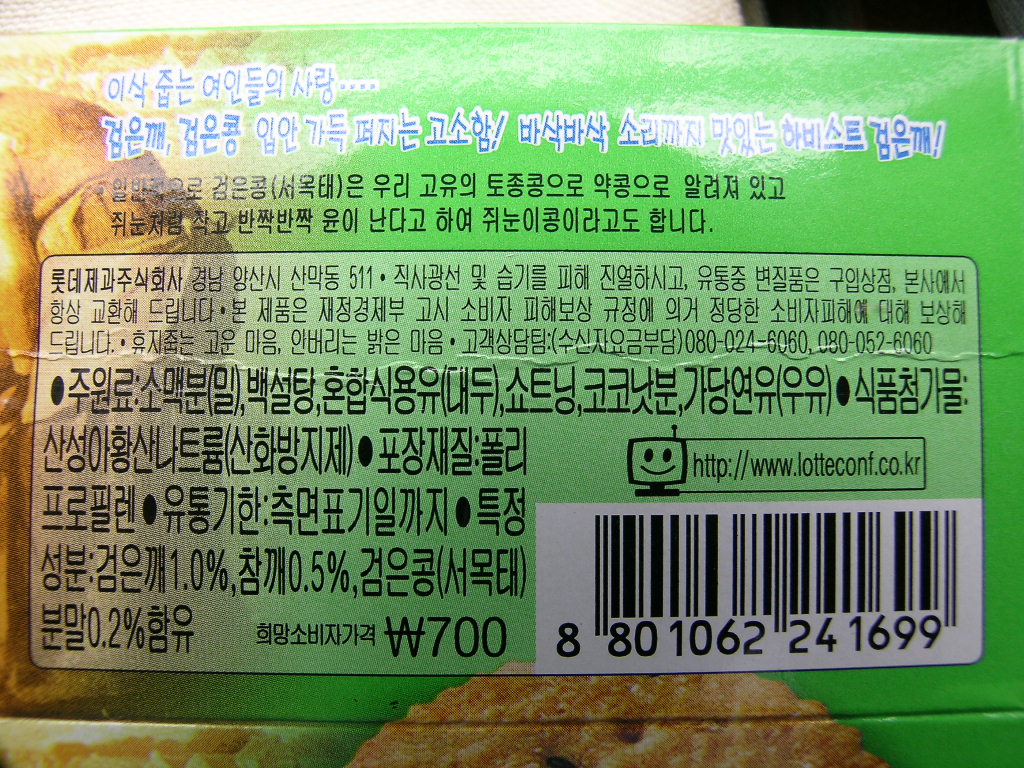 이삭 줍는 여인들의 사랑.....
검은깨, 검은콩 입안 가득 퍼지는 고소함! 바삭바삭 소리까지 맛있는 하비스트 검은깨!
• 일반적으로 검은콩(서목태)은 우리 고유의 토종콩으로 약콩으로 알려져 있고
쥐눈처럼 작고 반짝반짝 윤이 난다고 하여 쥐눈이콩이라고도 합니다.
롯데제과주식회사 경남 양산시 산막동 511 • 직사광선 및 습기를 피해 진열하시고, 유통중 변질품은 구입상점, 본사에서
항상 교환해 드립니다 • 본 제품은 재정경제부 고시 소비자 피해보상 규정에 의거 정당한 소비자피해에 대해 보상해
드립니다. • 휴지줍는 고운 마음, 안버리는 밝은 마음 • 고객상담팀:(수신자요금부담)080-024-6060, 080-052-6060
●주원료:소맥분(밀),백설탕,혼합식용유(대두),쇼트닝,코코낫분,가당연유(우유)●식품첨가물:
산성아황산나트륨(산화방지제)●포장재질:폴리
프로필렌●유통기한:측면표기일까지●특정
성분:검은깨1.0%,참깨0.5%,검은콩(서목태)
분말0.2%함유
희망소비자가격 ₩700
http://www.lotteconf.co.kr
8 801062 241699